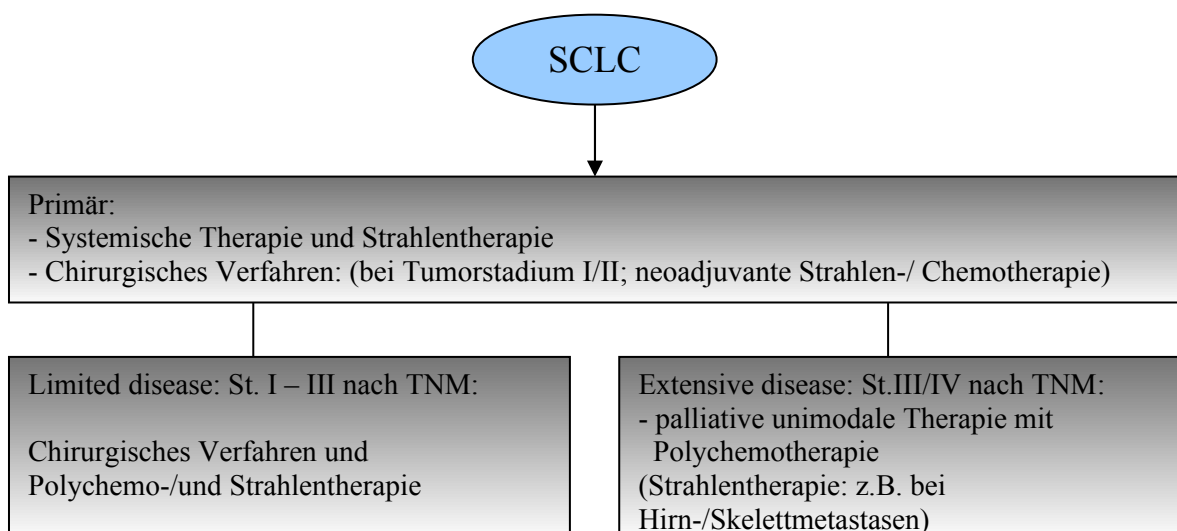 SCLC
Primär:
- Systemische Therapie und Strahlentherapie
- Chirurgisches Verfahren: (bei Tumorstadium I/II; neoadjuvante Strahlen-/ Chemotherapie)
Limited disease: St. I – III nach TNM:
Chirurgisches Verfahren und
Polychemo-/und Strahlentherapie
Extensive disease: St.III/IV nach TNM:
- palliative unimodale Therapie mit
Polychemotherapie
(Strahlentherapie: z.B. bei
Hirn-/Skelettmetastasen)